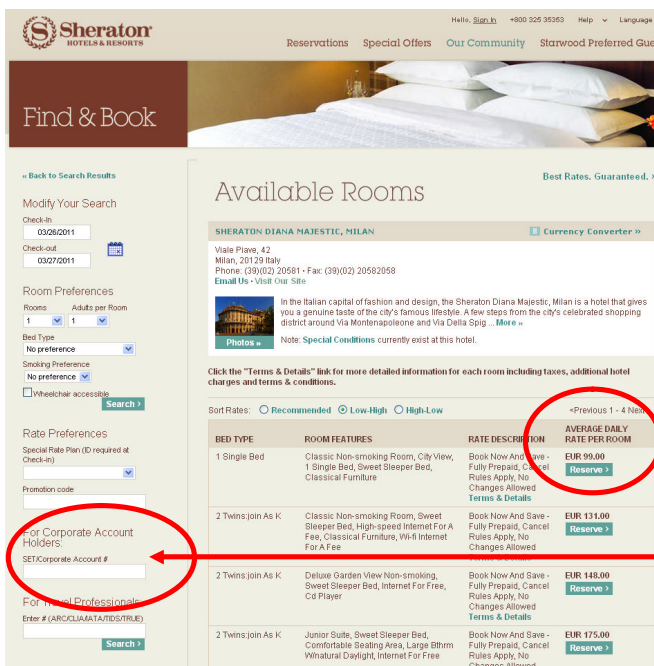 Sheraton
HOTELS & RESORTS
Hello, Sign In +800 325 35353 Help Language
Reservations Special Offers Our Community Starwood Preferred Gue
Find & Book
« Back to Search Results
Modify Your Search
Check-In
03/26/2011
Check-out
03/27/2011
Room Preferences
Rooms Adults per Room
1 1
Bed Type
No preference
Smoking Preference
No preference
Wheelchair accessible
Search ›
Rate Preferences
Special Rate Plan (ID required at
Check-in)
Promotion code
For Corporate Account
Holders:
SET/Corporate Account #
For Travel Professionals:
Enter # (ARC/CLIA/IATA/TIDS/TRUE)
Search ›
Best Rates. Guaranteed. »
Available Rooms
SHERATON DIANA MAJESTIC, MILAN Currency Converter »
Viale Piave, 42
Milan, 20129 Italy
Phone: (39)(02) 20581 · Fax: (39)(02) 20582058
Email Us · Visit Our Site
In the Italian capital of fashion and design, the Sheraton Diana Majestic, Milan is a hotel that gives
you a genuine taste of the city's famous lifestyle. A few steps from the city's celebrated shopping
district around Via Montenapoleone and Via Della Spig ... More »
Photos »
Note: Special Conditions currently exist at this hotel.
Click the "Terms & Details" link for more detailed information for each room including taxes, additional hotel
charges and terms & conditions.
Sort Rates: Recommended Low-High High-Low <Previous 1 - 4 Next
BED TYPE ROOM FEATURES RATE DESCRIPTION AVERAGE DAILY
RATE PER ROOM
1 Single Bed Classic Non-smoking Room, City View, Book Now And Save - EUR 99.00
1 Single Bed, Sweet Sleeper Bed, Fully Prepaid, Cancel Reserve ›
Classical Furniture Rules Apply, No
Changes Allowed
Terms & Details
2 Twins:join As K Classic Non-smoking Room, Sweet Book Now And Save - EUR 131.00
Sleeper Bed, High-speed Internet For A Fully Prepaid, Cancel Reserve ›
Fee, Classical Furniture, Wi-fi Internet Rules Apply, No
For A Fee Changes Allowed
Terms & Details
2 Twins:join As K Deluxe Garden View Non-smoking, Book Now And Save - EUR 148.00
Sweet Sleeper Bed, Internet For Free, Fully Prepaid, Cancel Reserve ›
Cd Player Rules Apply, No
Changes Allowed
Terms & Details
2 Twins:join As K Junior Suite, Sweet Sleeper Bed, Book Now And Save - EUR 175.00
Comfortable Seating Area, Large Bthrm Fully Prepaid, Cancel Reserve ›
W/natural Daylight, Internet For Free Rules Apply, No
Changes Allowed